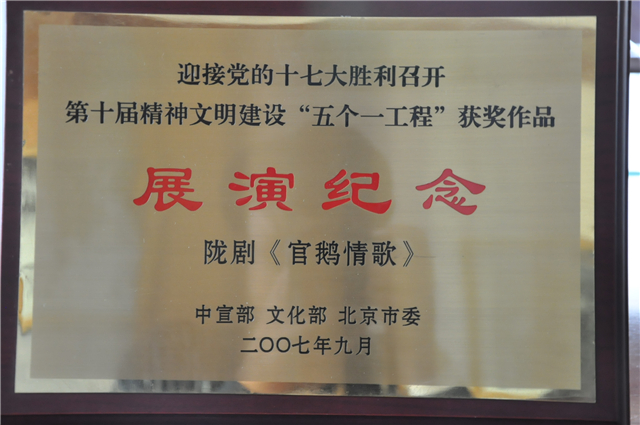 迎接党的十七大胜利召开
第十届精神文明建设“五个一工程”获奖作品
展演纪念
陇剧《官鹅情歌》
中宣部 文化部 北京市委
二〇〇七年九月